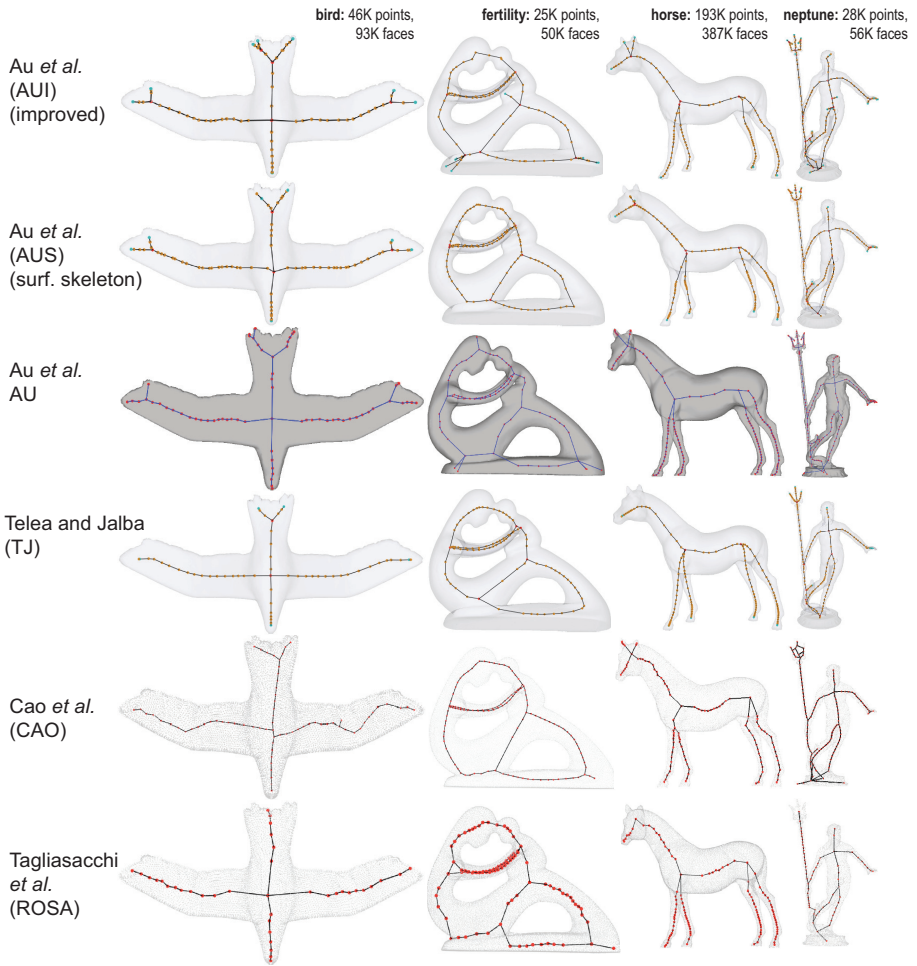 bird: 46K points,
93K faces
fertility: 25K points,
50K faces
horse: 193K points,
387K faces
neptune: 28K points,
56K faces
Au et al.
(AUI)
(improved)
Au et al.
(AUS)
(surf. skeleton)
Au et al.
AU
Telea and Jalba
(TJ)
Cao et al.
(CAO)
Tagliasacchi
et al.
(ROSA)